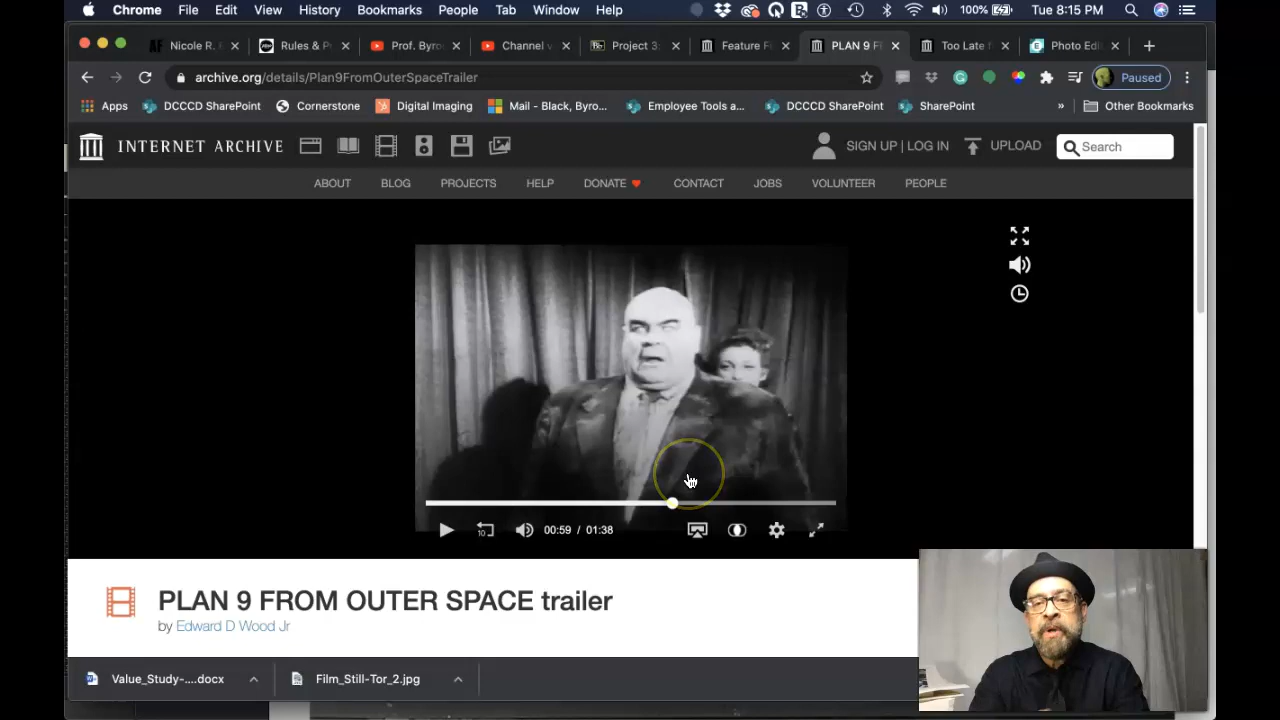 Chrome File Edit View History Bookmarks People Tab Window Help 100% Tue 8:15 PM
Nicole R. Rules & P Prof. Byro Channel Project 3: Feature F PLAN 9 F Too Late f Photo Edi
archive.org/details/Plan9FromOuterSpaceTrailer Paused
Apps DCCCD SharePoint Cornerstone Digital Imaging Mail - Black, Byro... Employee Tools a... DCCCD SharePoint SharePoint » Other Bookmarks
INTERNET ARCHIVE SIGN UP | LOG IN UPLOAD Search
ABOUT BLOG PROJECTS HELP DONATE CONTACT JOBS VOLUNTEER PEOPLE
10 00:59 / 01:38
PLAN 9 FROM OUTER SPACE trailer
by Edward D Wood Jr
Value_Study-....docx Film_Still-Tor_2.jpg